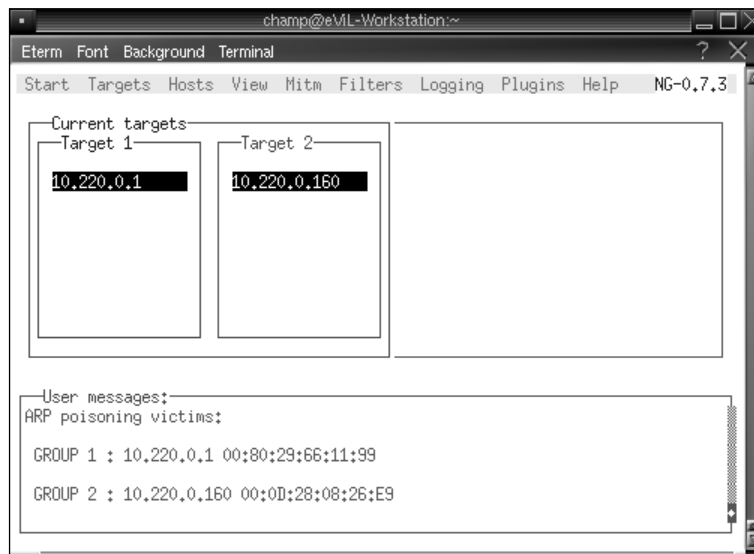 champ@eViL-Workstation:~
Eterm Font Background Terminal ?
Start Targets Hosts View Mitm Filters Logging Plugins Help NG-0.7.3
Current targets
Target 1 Target 2
10.220.0.1 10.220.0.160
User messages:
ARP poisoning victims:
GROUP 1 : 10.220.0.1 00:80:29:66:11:99
GROUP 2 : 10.220.0.160 00:0D:28:08:26:E9